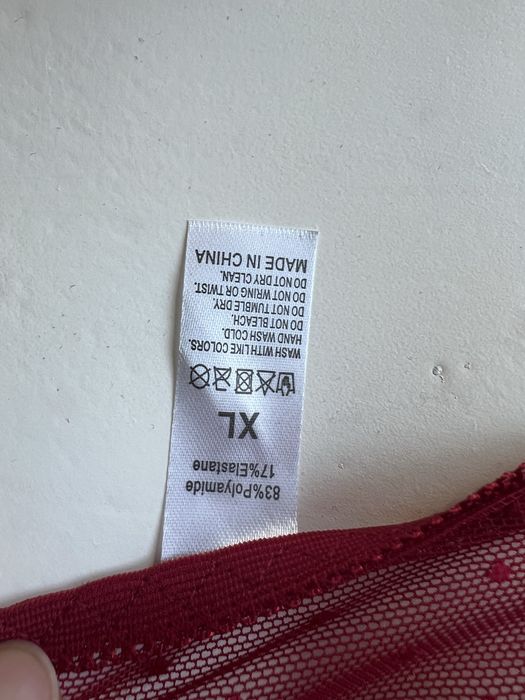 83%Polyamide
17%Elastane
XL
WASH WITH LIKE COLORS.
HAND WASH COLD.
DO NOT BLEACH.
DO NOT TUMBLE DRY.
DO NOT WRING OR TWIST.
DO NOT DRY CLEAN.
MADE IN CHINA